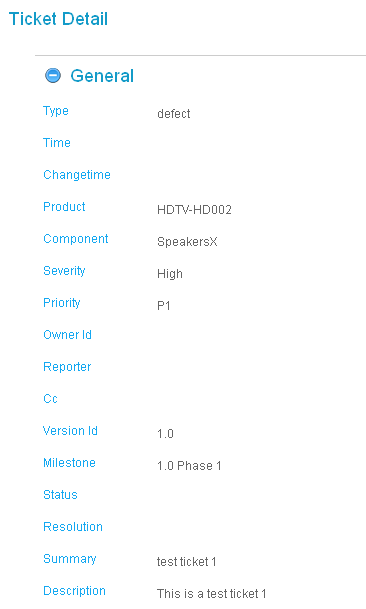 Ticket Detail
General
Type defect
Time
Changetime
Product HDTV-HD002
Component SpeakersX
Severity High
Priority P1
Owner Id
Reporter
Cc
Version Id 1.0
Milestone 1.0 Phase 1
Status
Resolution
Summary test ticket 1
Description This is a test ticket 1